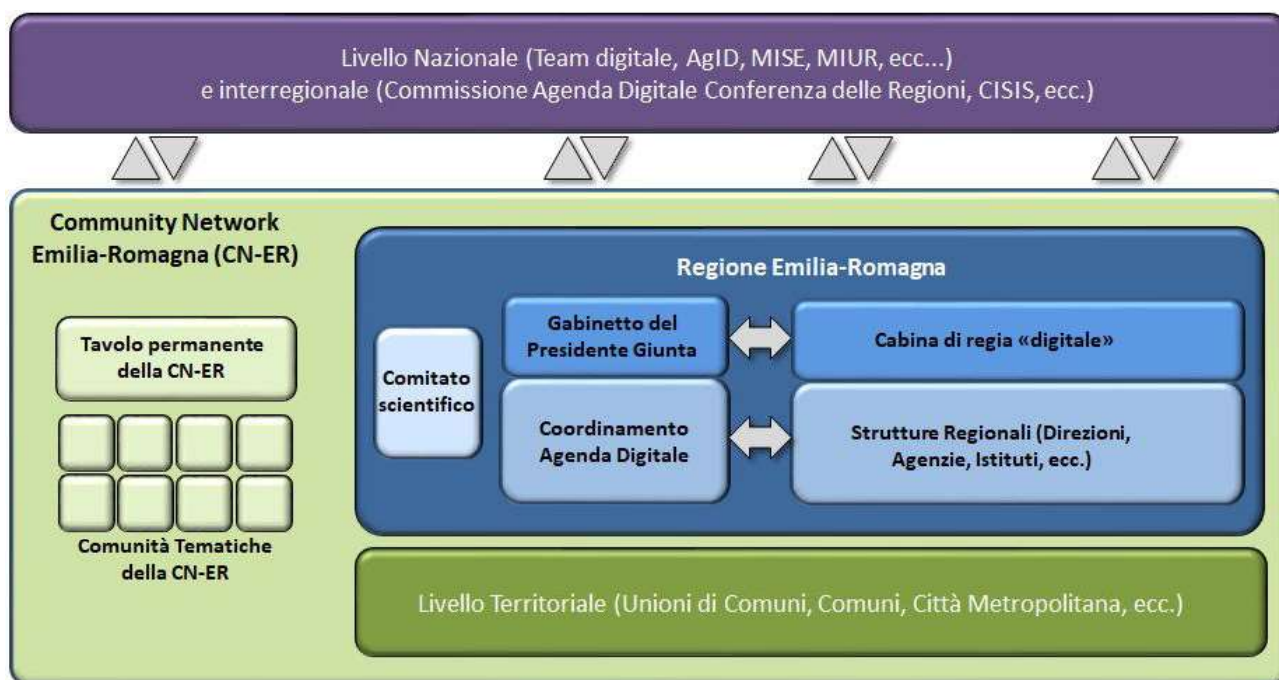 Livello Nazionale (Team digitale, AgID, MISE, MIUR, ecc...)
e interregionale (Commissione Agenda Digitale Conferenza delle Regioni, CISIS, ecc.)
Community Network
Emilia-Romagna (CN-ER)
Tavolo permanente
della CN-ER
Comunità Tematiche
della CN-ER
Regione Emilia-Romagna
Comitato
scientifico
Gabinetto del
Presidente Giunta
Cabina di regia «digitale»
Coordinamento
Agenda Digitale
Strutture Regionali (Direzioni,
Agenzie, Istituti, ecc.)
Livello Territoriale (Unioni di Comuni, Comuni, Città Metropolitana, ecc.)